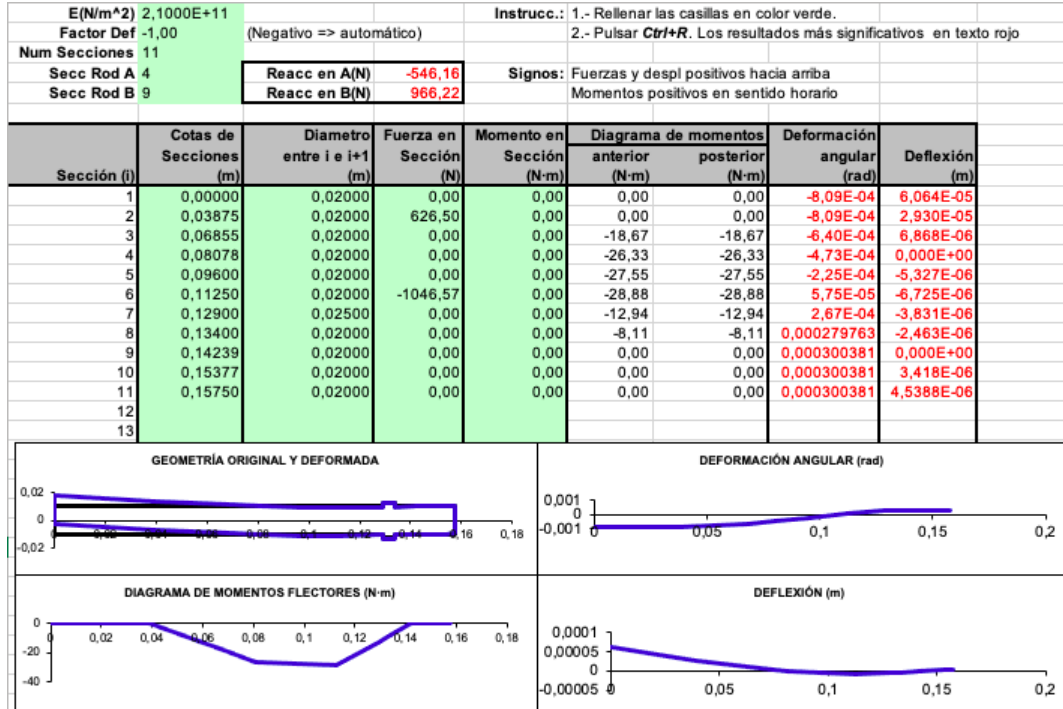 E(N/m^2) 2,1000E+11 Instrucc.: 1.- Rellenar las casillas en color verde.
Factor Def -1,00 (Negativo => automático) 2.- Pulsar Ctrl+R. Los resultados más significativos en texto rojo
Num Secciones 11
Secc Rod A 4 Reacc en A(N) -546,16 Signos: Fuerzas y despl positivos hacia arriba
Secc Rod B 9 Reacc en B(N) 966,22 Momentos positivos en sentido horario
Cotas de Diametro Fuerza en Momento en Diagrama de momentos Deformación
Secciones entre i e i+1 Sección Sección anterior posterior angular Deflexión
Sección (i) (m) (m) (N) (N·m) (N·m) (N·m) (rad) (m)
1 0,00000 0,02000 0,00 0,00 0,00 0,00 -8,09E-04 6,064E-05
2 0,03875 0,02000 626,50 0,00 0,00 0,00 -8,09E-04 2,930E-05
3 0,06855 0,02000 0,00 0,00 -18,67 -18,67 -6,40E-04 6,868E-06
4 0,08078 0,02000 0,00 0,00 -26,33 -26,33 -4,73E-04 0,000E+00
5 0,09600 0,02000 0,00 0,00 -27,55 -27,55 -2,25E-04 -5,327E-06
6 0,11250 0,02000 -1046,57 0,00 -28,88 -28,88 5,75E-05 -6,725E-06
7 0,12900 0,02500 0,00 0,00 -12,94 -12,94 2,67E-04 -3,831E-06
8 0,13400 0,02000 0,00 0,00 -8,11 -8,11 0,000279763 -2,463E-06
9 0,14239 0,02000 0,00 0,00 0,00 0,00 0,000300381 0,000E+00
10 0,15377 0,02000 0,00 0,00 0,00 0,00 0,000300381 3,418E-06
11 0,15750 0,02000 0,00 0,00 0,00 0,00 0,000300381 4,5388E-06
12
13
GEOMETRÍA ORIGINAL Y DEFORMADA
0,02
0
-0,02
0 0,02 0,04 0,06 0,08 0,1 0,12 0,14 0,16 0,18
DEFORMACIÓN ANGULAR (rad)
0,001
0
-0,001
0 0,05 0,1 0,15 0,2
DIAGRAMA DE MOMENTOS FLECTORES (N·m)
0
-20
-40
0 0,02 0,04 0,06 0,08 0,1 0,12 0,14 0,16 0,18
DEFLEXIÓN (m)
0,0001
0,00005
0
-0,00005
0 0,05 0,1 0,15 0,2